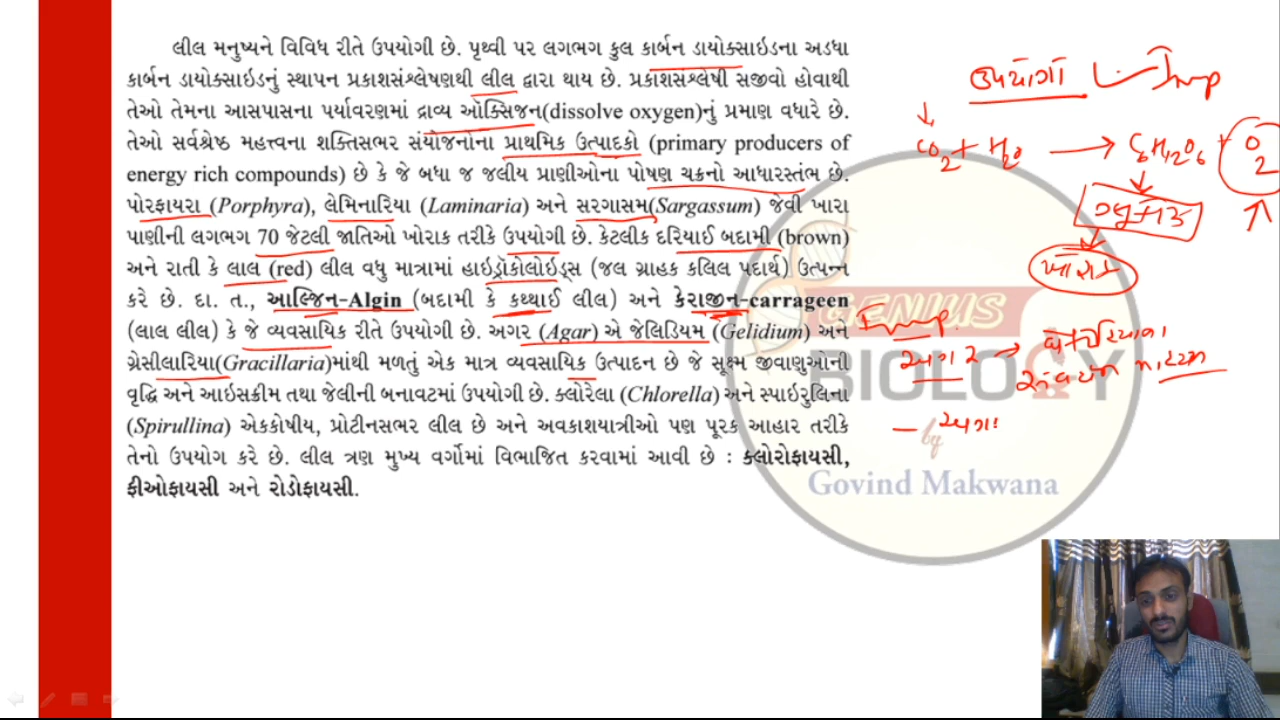 લીલ મનુષ્યને વિવિધ રીતે ઉપયોગી છે. પૃથ્વી પર લગભગ કુલ કાર્બન ડાયોક્સાઇડના અડધા
કાર્બન ડાયોક્સાઇડનું સ્થાપન પ્રકાશસંશ્લેષણથી લીલ દ્વારા થાય છે. પ્રકાશસંશ્લેષી સજીવો હોવાથી
તેઓ તેમના આસપાસના પર્યાવરણમાં દ્રાવ્ય ઑક્સિજન(dissolve oxygen)નું પ્રમાણ વધારે છે.
તેઓ સર્વશ્રેષ્ઠ મહત્ત્વના શક્તિસભર સંયોજનોના પ્રાથમિક ઉત્પાદકો (primary producers of
energy rich compounds) છે કે જે બધા જ જલીય પ્રાણીઓના પોષણ ચક્રનો આધારસ્તંભ છે.
પોરફાયરા (Porphyra), લેમિનારિયા (Laminaria) અને સરગાસમ(Sargassum) જેવી ખારા
પાણીની લગભગ 70 જેટલી જાતિઓ ખોરાક તરીકે ઉપયોગી છે. કેટલીક દરિયાઈ બદામી (brown)
અને રાતી કે લાલ (red) લીલ વધુ માત્રામાં હાઇડ્રૉકોલોઇડ્સ (જલ ગ્રાહક કલિલ પદાર્થ) ઉત્પન્ન
કરે છે. દા. ત., આલ્જિન-Algin (બદામી કે કથ્થાઈ લીલ) અને કેરાજીન-carrageen
(લાલ લીલ) કે જે વ્યવસાયિક રીતે ઉપયોગી છે. અગર (Agar) એ જેલિડિયમ (Gelidium) અને
ગ્રેસીલારિયા(Gracillaria)માંથી મળતું એક માત્ર વ્યવસાયિક ઉત્પાદન છે જે સૂક્ષ્મ જીવાણુઓની
વૃદ્ધિ અને આઇસક્રીમ તથા જેલીની બનાવટમાં ઉપયોગી છે. ક્લોરેલા (Chlorella) અને સ્પાઇરુલિના
(Spirullina) એકકોષીય, પ્રોટીનસભર લીલ છે અને અવકાશયાત્રીઓ પણ પૂરક આહાર તરીકે
તેનો ઉપયોગ કરે છે. લીલ ત્રણ મુખ્ય વર્ગોમાં વિભાજિત કરવામાં આવી છે : ક્લોરોફાયસી,
ફીઓફાયસી અને રોડોફાયસી.
ઉપયોગો Imp
CO2 + H2O → C6H12O6 + O2
ખોરાક
Imp.
અગર →
– અગા
GENIUS
BIOLOGY
by
Govind Makwana